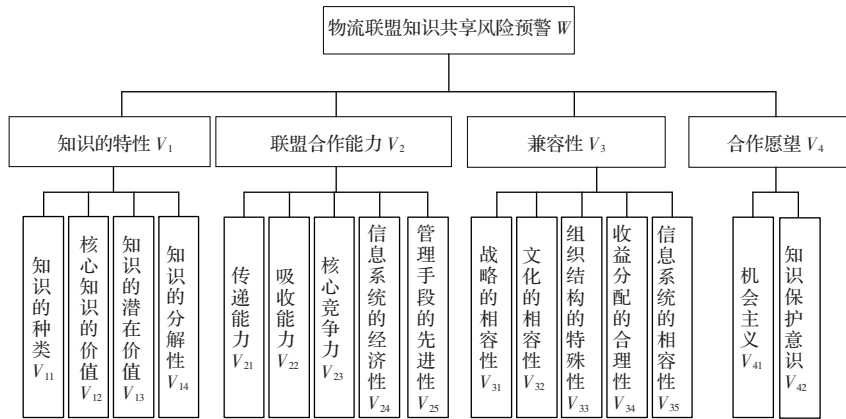 物流联盟知识共享风险预警 W
知识的特性 V₁
联盟合作能力 V₂
兼容性 V₃
合作愿望 V₄
知识的种类 V₁₁
核心知识的价值 V₁₂
知识的潜在价值 V₁₃
知识的分解性 V₁₄
传递能力 V₂₁
吸收能力 V₂₂
核心竞争力 V₂₃
信息系统的经济性 V₂₄
管理手段的先进性 V₂₅
战略的相容性 V₃₁
文化的相容性 V₃₂
组织结构的特殊性 V₃₃
收益分配的合理性 V₃₄
信息系统的相容性 V₃₅
机会主义 V₄₁
知识保护意识 V₄₂